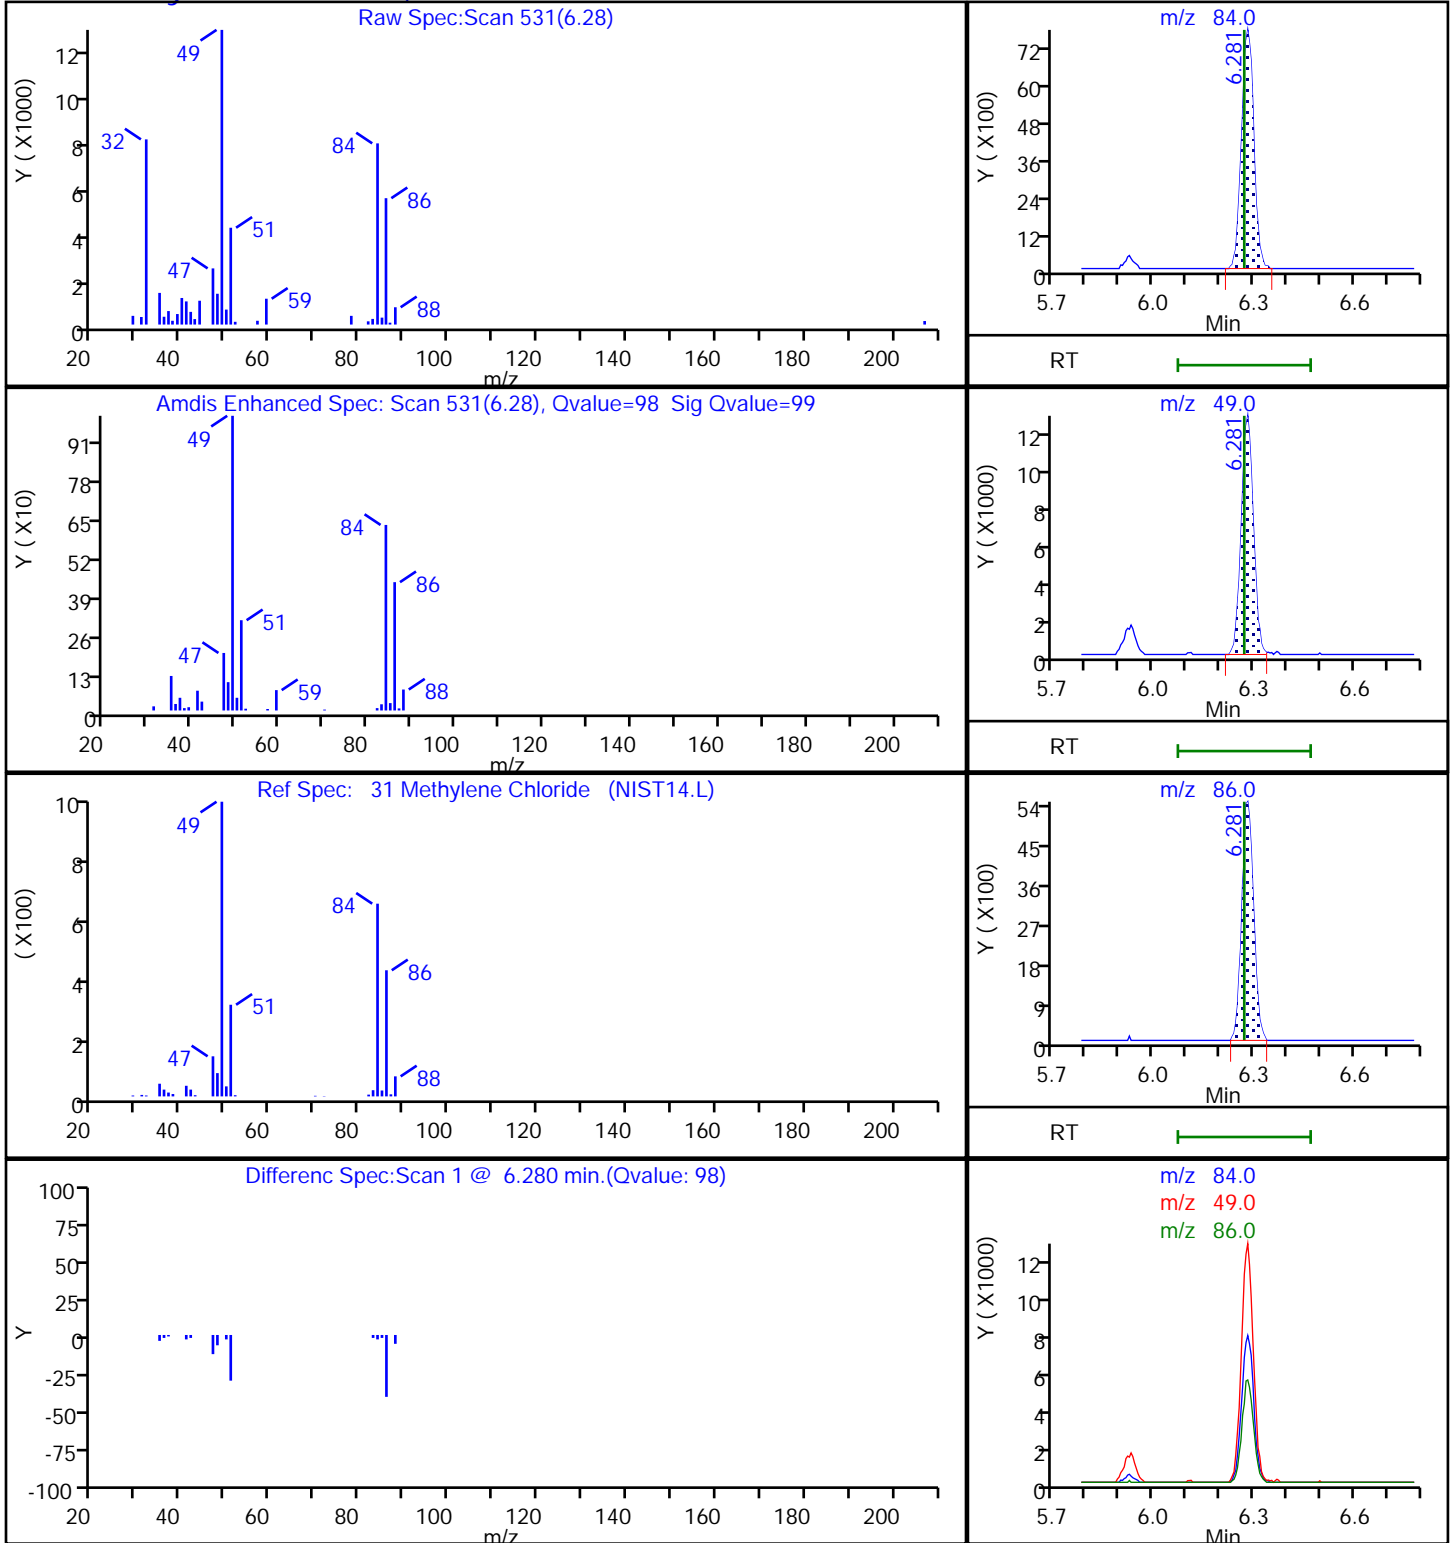 Raw Spec:Scan 531(6.28)
Y ( X1000)
12
10
8
6
4
2
0
49
32
84
86
51
47
59
88
20 40 60 80 100 120 140 160 180 200
m/z
m/z 84.0
Y ( X100)
72
60
48
36
24
12
0
6.281
5.7 6.0 6.3 6.6
Min
RT
Amdis Enhanced Spec: Scan 531(6.28), Qvalue=98 Sig Qvalue=99
Y ( X10)
91
78
65
52
39
26
13
0
49
84
86
51
47
59
88
20 40 60 80 100 120 140 160 180 200
m/z
m/z 49.0
Y ( X1000)
12
10
8
6
4
2
0
6.281
5.7 6.0 6.3 6.6
Min
RT
Ref Spec: 31 Methylene Chloride (NIST14.L)
( X100)
10
8
6
4
2
0
49
84
86
51
47
88
20 40 60 80 100 120 140 160 180 200
m/z 86.0
Y ( X100)
54
45
36
27
18
9
0
6.281
5.7 6.0 6.3 6.6
Min
RT
Differenc Spec:Scan 1 @ 6.280 min.(Qvalue: 98)
Y
100
75
50
25
0
-25
-50
-75
-100
20 40 60 80 100 120 140 160 180 200
m/z
m/z 84.0
m/z 49.0
m/z 86.0
Y ( X1000)
12
10
8
6
4
2
0
5.7 6.0 6.3 6.6
Min